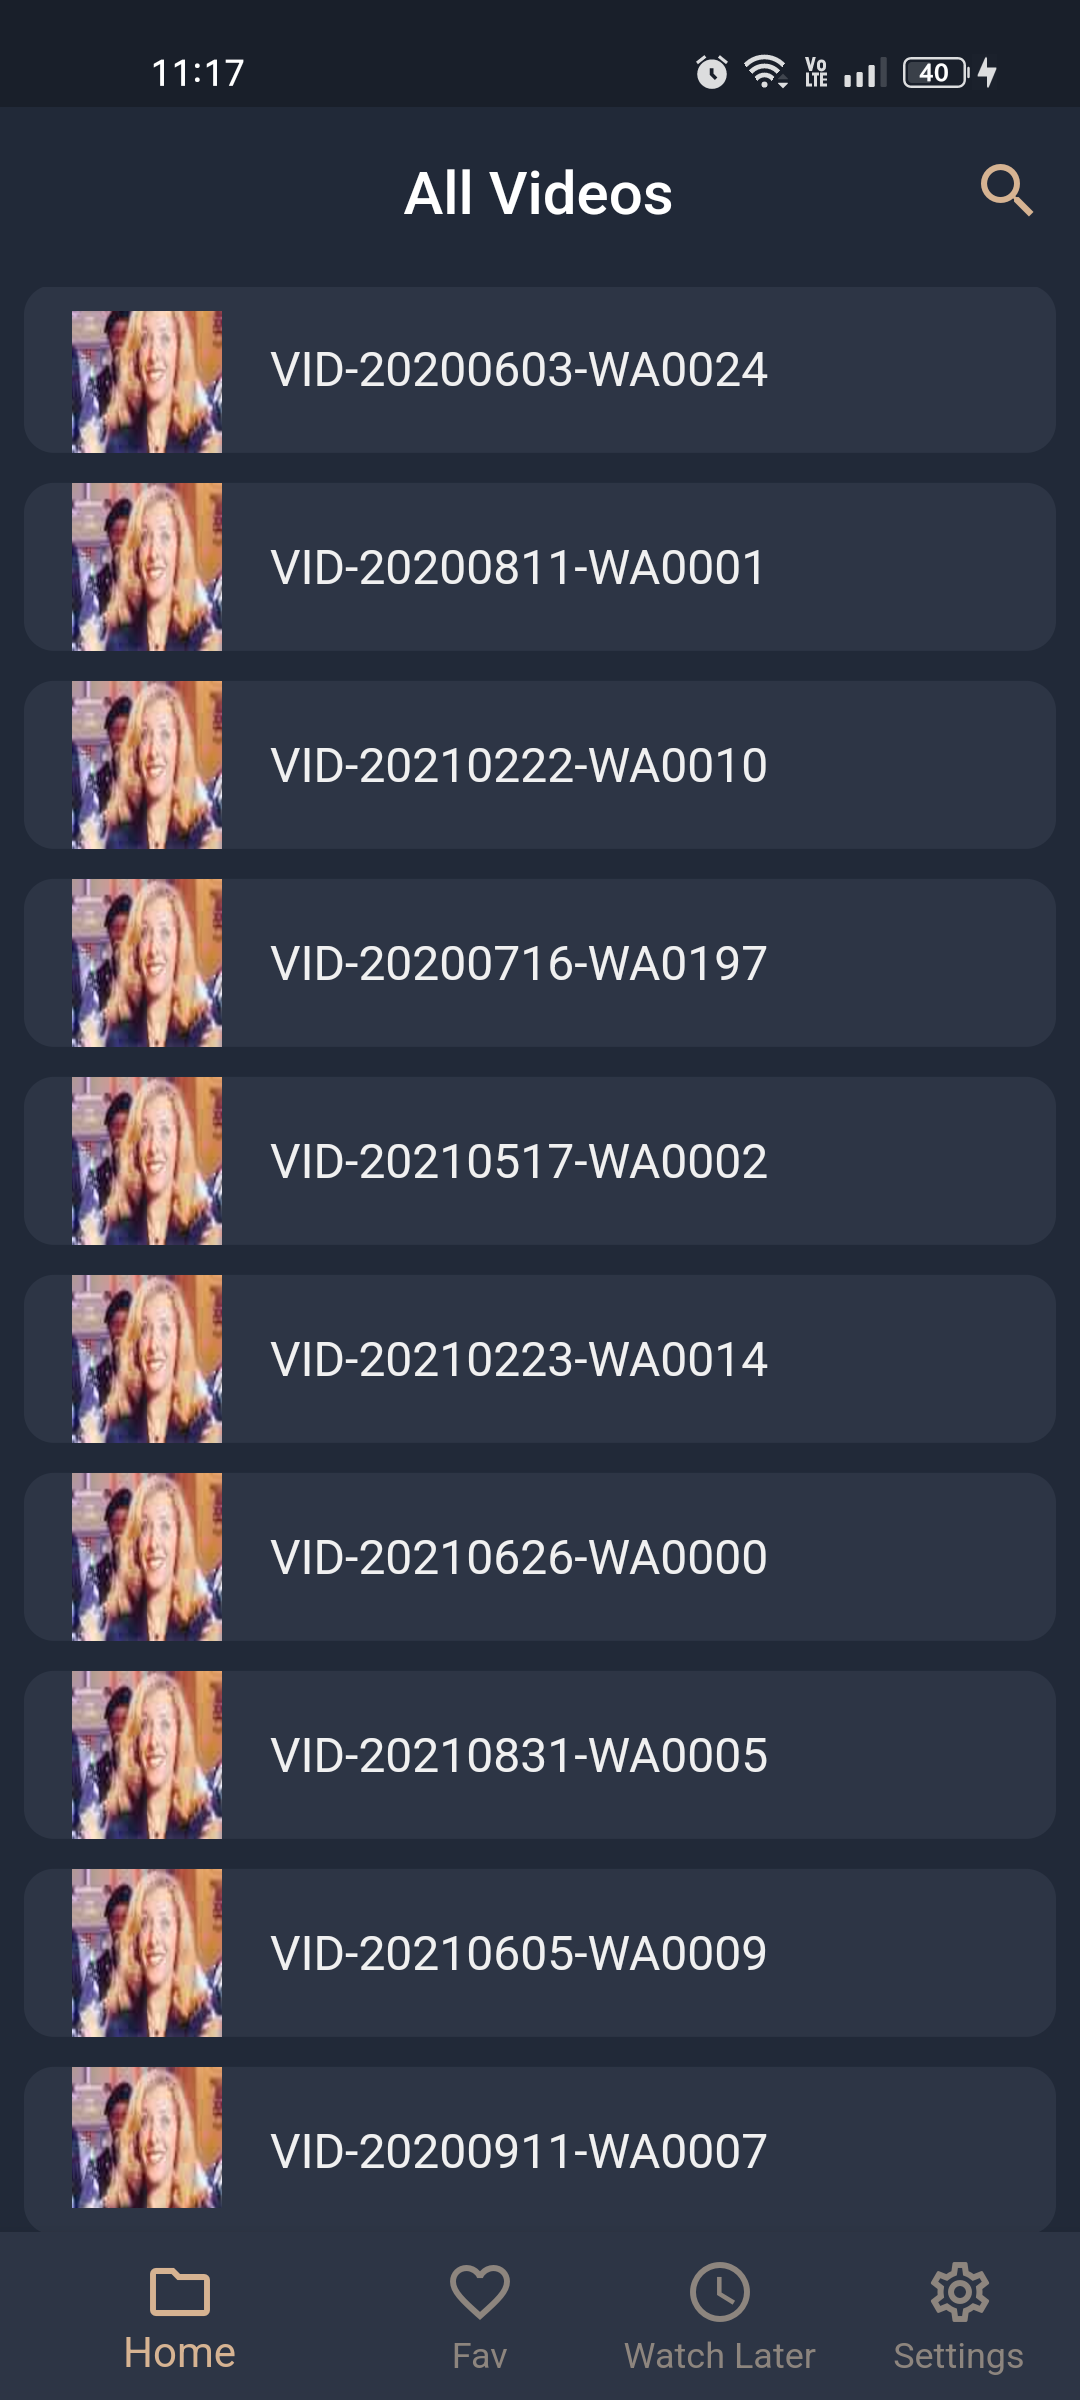 11:17
Vo LTE
40
All Videos
VID-20200603-WA0024
VID-20200811-WA0001
VID-20210222-WA0010
VID-20200716-WA0197
VID-20210517-WA0002
VID-20210223-WA0014
VID-20210626-WA0000
VID-20210831-WA0005
VID-20210605-WA0009
VID-20200911-WA0007
Home
Fav
Watch Later
Settings